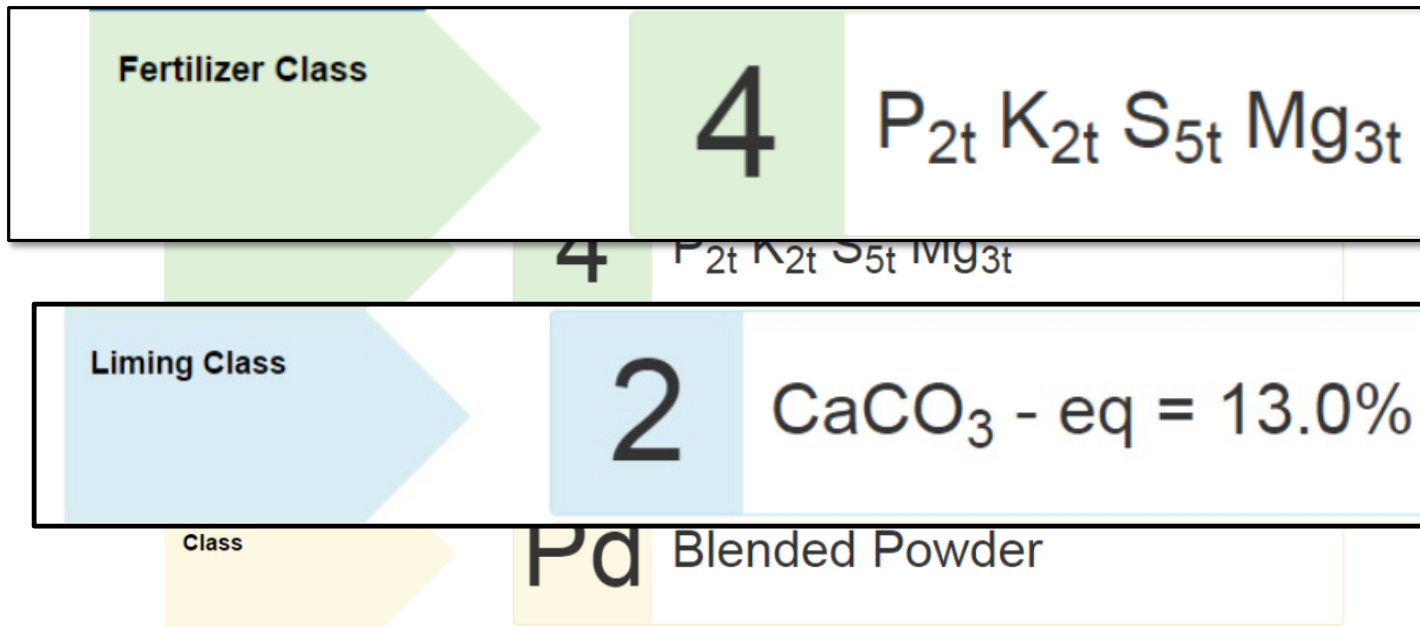 Fertilizer Class
4 P₂ₜ K₂ₜ S₅ₜ Mg₃ₜ
4 P₂ₜ K₂ₜ S₅ₜ Mg₃ₜ
Liming Class
2 CaCO₃ - eq = 13.0%
Class
Pd Blended Powder